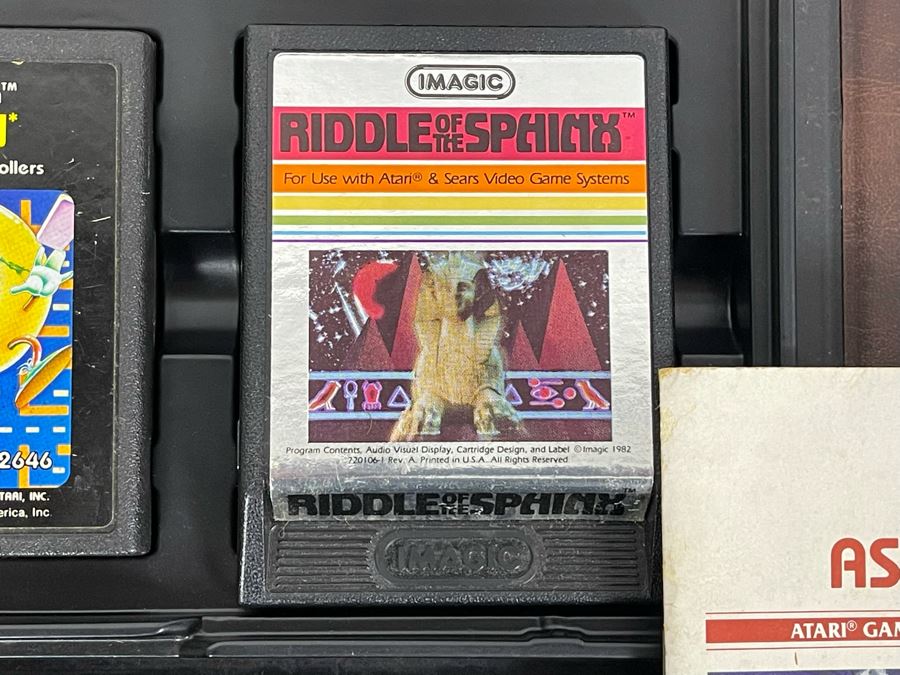 TM
*
ollers
2646
TARI, INC.
erica, Inc.
IMAGIC
RIDDLE OF THE SPHINX™
For Use with Atari® & Sears Video Game Systems
Program Contents, Audio Visual Display, Cartridge Design, and Label © Imagic 1982
720106-1 Rev. A. Printed in U.S.A. All Rights Reserved
RIDDLE OF THE SPHINX™
IMAGIC
AS
ATARI® GAM